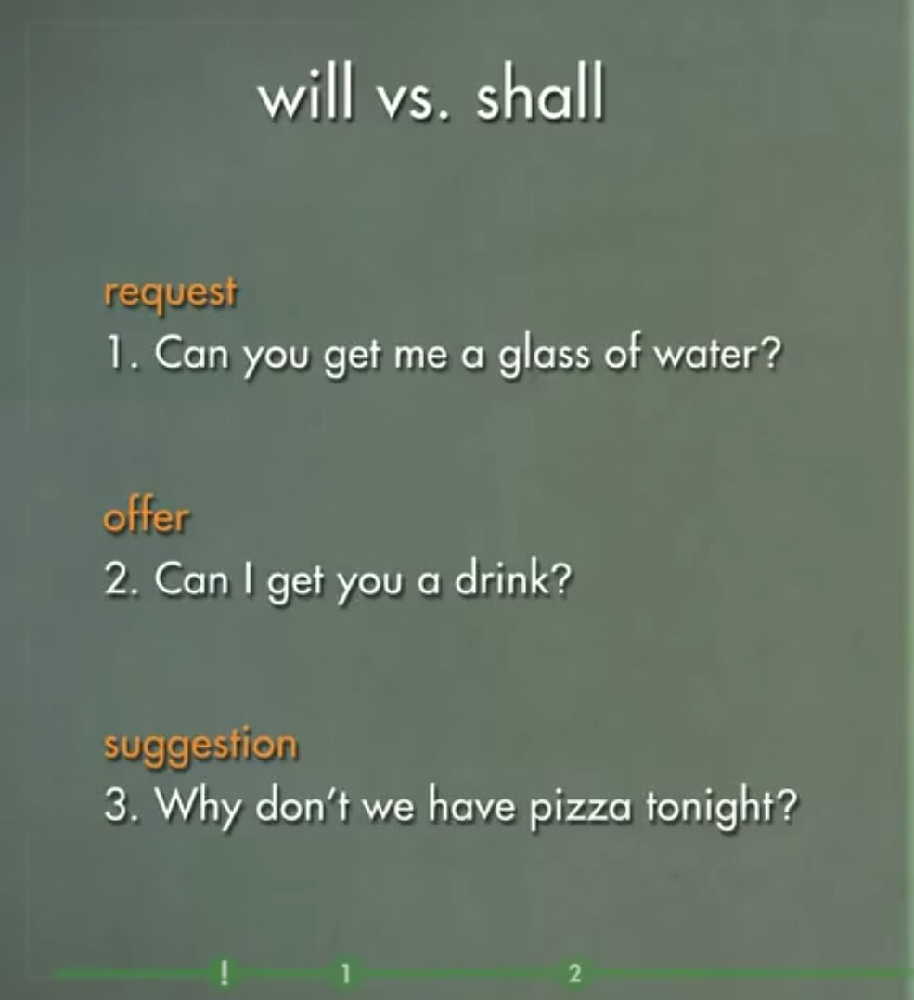 will vs. shall
request
1. Can you get me a glass of water?
offer
2. Can I get you a drink?
suggestion
3. Why don't we have pizza tonight?
! 1 2